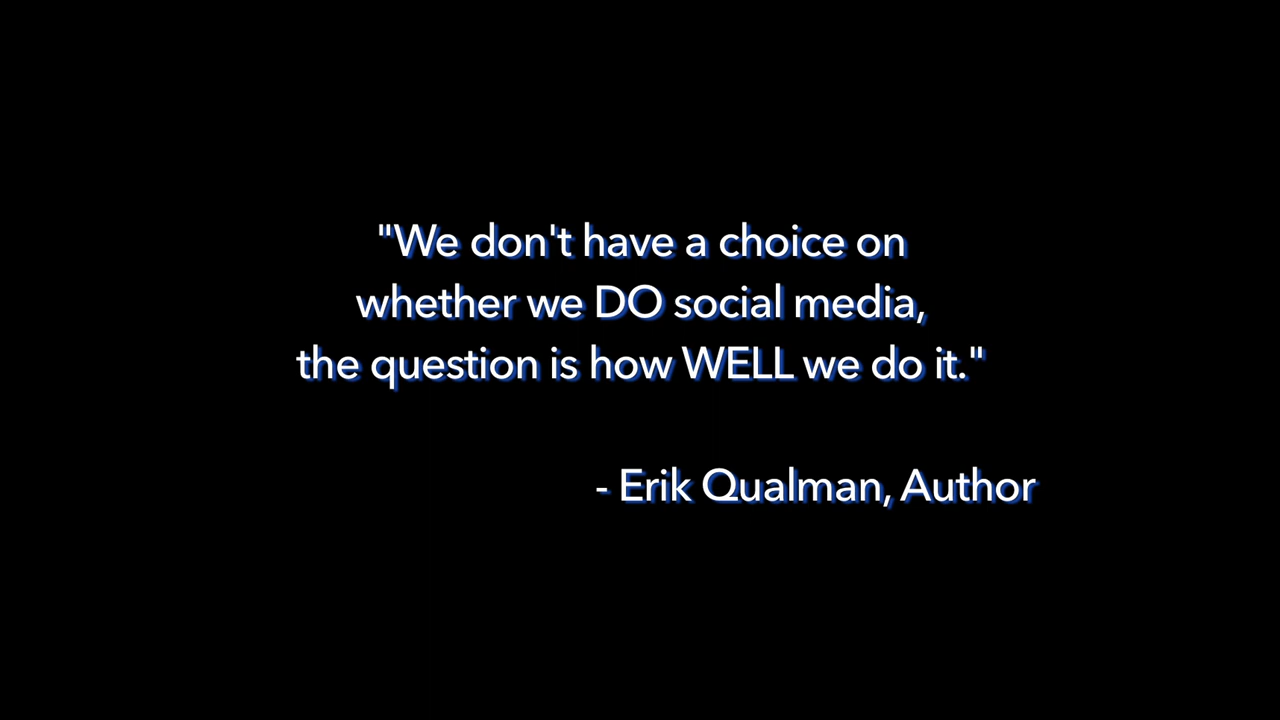 "We don't have a choice on
whether we DO social media,
the question is how WELL we do it."
- Erik Qualman, Author